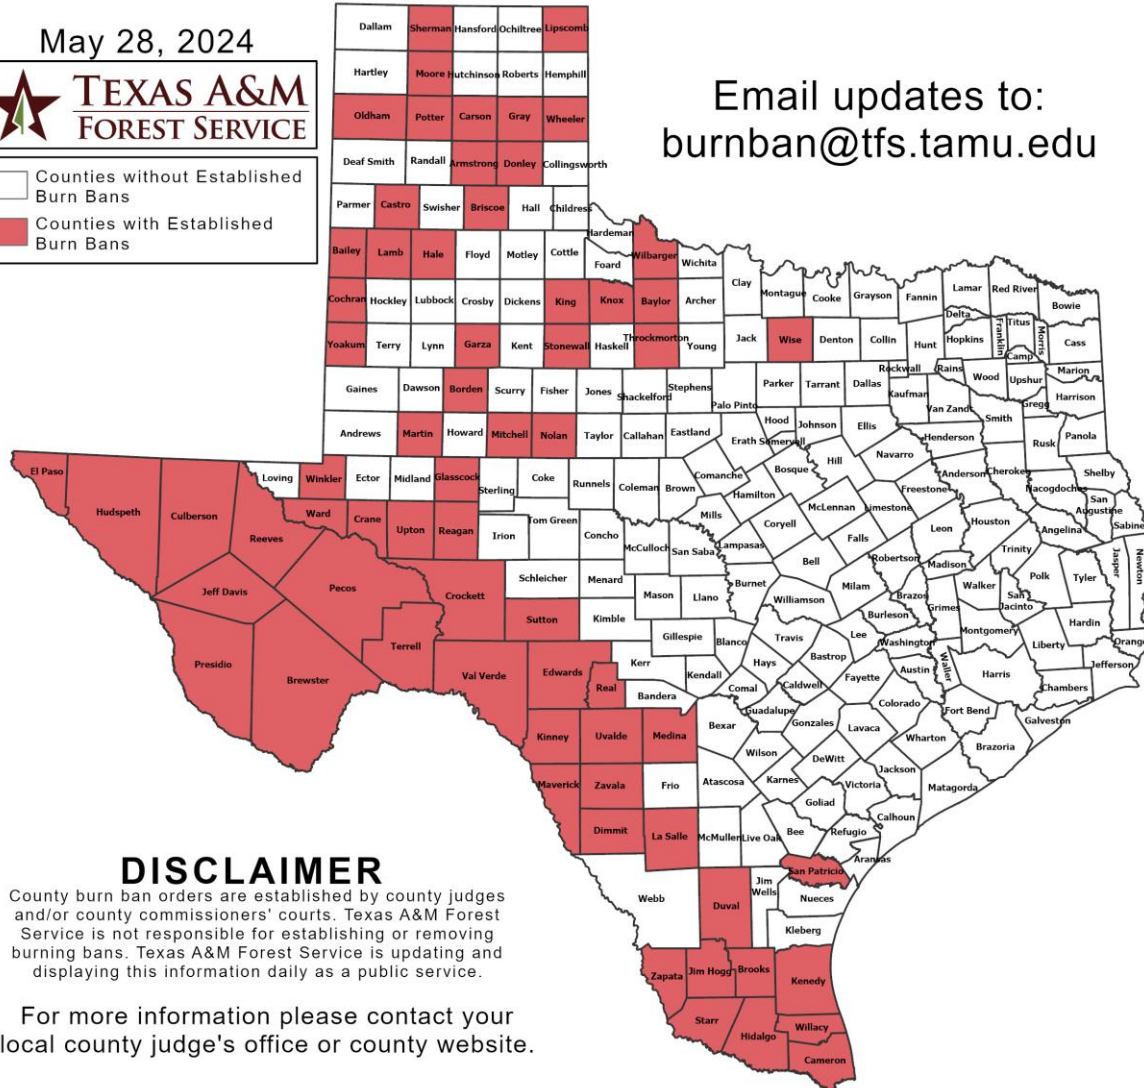 May 28, 2024
TEXAS A&M
FOREST SERVICE
Counties without Established
Burn Bans
Counties with Established
Burn Bans
Email updates to:
burnban@tfs.tamu.edu
Dallam Sherman Hansford Ochiltree Lipscomb
Hartley Moore Hutchinson Roberts Hemphill
Oldham Potter Carson Gray Wheeler
Deaf Smith Randall Armstrong Donley Collingsworth
Parmer Castro Swisher Briscoe Hall Childress
Hardeman
Bailey Lamb Hale Floyd Motley Cottle Foard Wilbarger Wichita
Clay Montague Cooke Grayson Fannin Lamar Red River Bowie
Cochran Hockley Lubbock Crosby Dickens King Knox Baylor Archer
Delta Franklin Titus Morris Cass
Yoakum Terry Lynn Garza Kent Stonewall Haskell Throckmorton Young Jack Wise Denton Collin Hunt Hopkins Camp
Rockwall Rains Wood Upshur Marion
Gaines Dawson Borden Scurry Fisher Jones Shackelford Stephens Palo Pinto Parker Tarrant Dallas Kaufman Van Zandt Smith Gregg Harrison
Andrews Martin Howard Mitchell Nolan Taylor Callahan Eastland Erath Hood Somervell Johnson Ellis Henderson Rusk Panola
El Paso Hudspeth Culberson Loving Winkler Ector Midland Glasscock Sterling Coke Runnels Coleman Brown Comanche Hamilton Bosque Hill Navarro Freestone Anderson Cherokee Nacogdoches Shelby
San Augustine Sabine
Reeves Ward Crane Upton Reagan Irion Tom Green Concho McCulloch San Saba Mills Lampasas Coryell McLennan Limestone Falls Leon Houston Angelina
Trinity Jasper Newton
Jeff Davis Pecos Crockett Schleicher Menard Mason Llano Burnet Bell Williamson Milam Robertson Brazos Madison Grimes Walker San Jacinto Polk Tyler
Presidio Brewster Terrell Sutton Kimble Gillespie Blanco Travis Lee Burleson Washington Montgomery Liberty Hardin Orange
Val Verde Edwards Real Kerr Kendall Bandera Comal Hays Caldwell Bastrop Fayette Austin Waller Harris Chambers Jefferson
Kinney Uvalde Medina Bexar Guadalupe Gonzales Lavaca Colorado Wharton Fort Bend Brazoria Galveston
Maverick Zavala Frio Atascosa Wilson Karnes DeWitt Victoria Jackson Matagorda
Dimmit La Salle McMullen Live Oak Bee Goliad Refugio Calhoun Aransas
Webb Duval Jim Wells San Patricio Nueces
Kleberg
Zapata Jim Hogg Brooks Kenedy
Starr Hidalgo Willacy
Cameron
DISCLAIMER
County burn ban orders are established by county judges
and/or county commissioners' courts. Texas A&M Forest
Service is not responsible for establishing or removing
burning bans. Texas A&M Forest Service is updating and
displaying this information daily as a public service.
For more information please contact your
local county judge's office or county website.